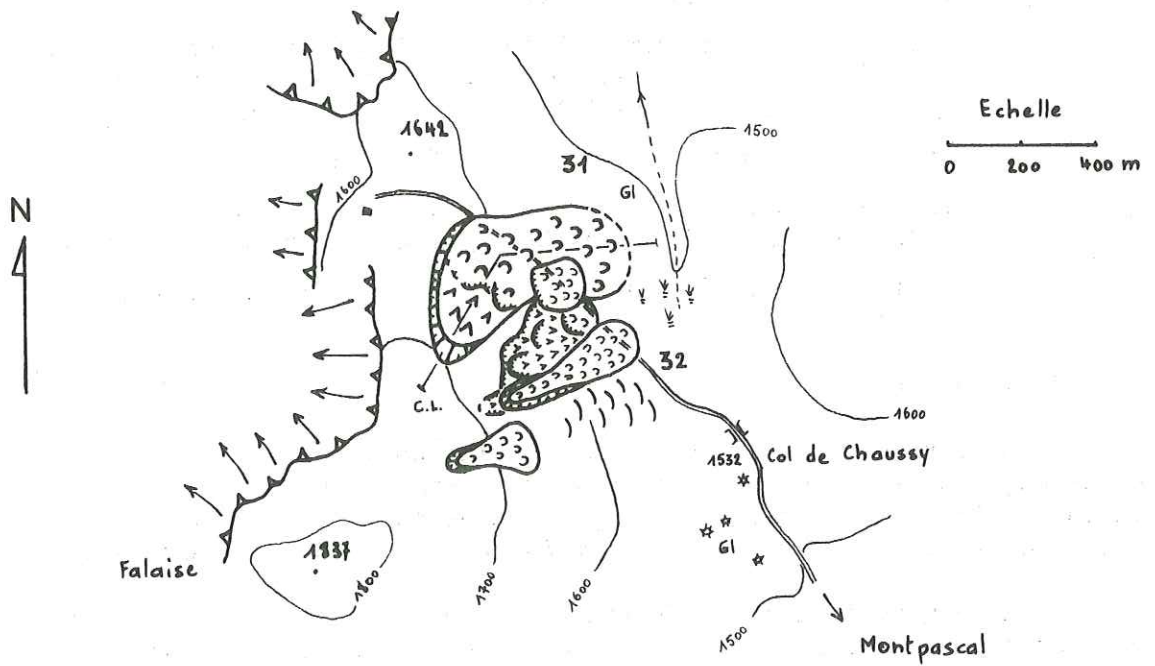 Echelle
0 200 400 m
N
1642
31
1500
Gl
1600
32
C.L.
1600
1532 Col de Chaussy
Gl
Falaise
1837
1800
1700
1600
1500
Montpascal